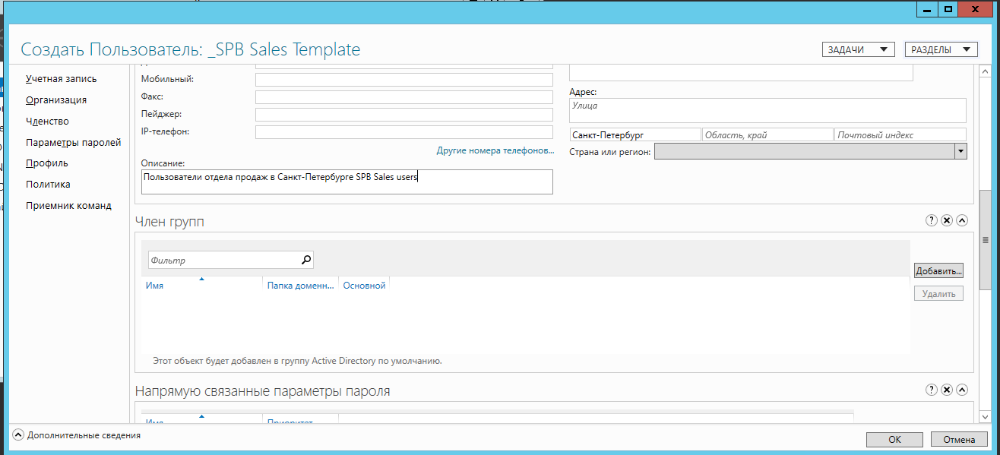 Создать Пользователь: _SPB Sales Template
ЗАДАЧИ
РАЗДЕЛЫ
Учетная запись
Организация
Членство
Параметры паролей
Профиль
Политика
Приемник команд
Мобильный:
Факс:
Пейджер:
IP-телефон:
Другие номера телефонов...
Описание:
Пользователи отдела продаж в Санкт-Петербурге SPB Sales users
Адрес:
Улица
Санкт-Петербург
Область, край
Почтовый индекс
Страна или регион:
Член групп
Фильтр
Имя
Папка доменн...
Основной
Добавить...
Удалить
Этот объект будет добавлен в группу Active Directory по умолчанию.
Напрямую связанные параметры пароля
Имя
Приоритет
Дополнительные сведения
OK
Отмена